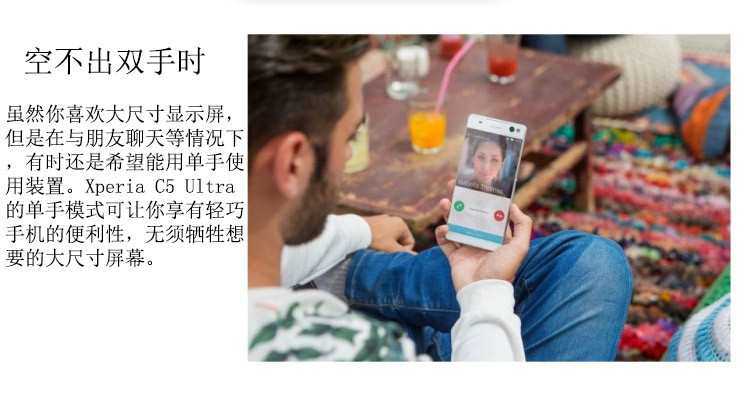 空不出双手时
虽然你喜欢大尺寸显示屏，
但是在与朋友聊天等情况下
，有时还是希望能用单手使
用装置。Xperia C5 Ultra
的单手模式可让你享有轻巧
手机的便利性，无须牺牲想
要的大尺寸屏幕。
Isabella Thomas